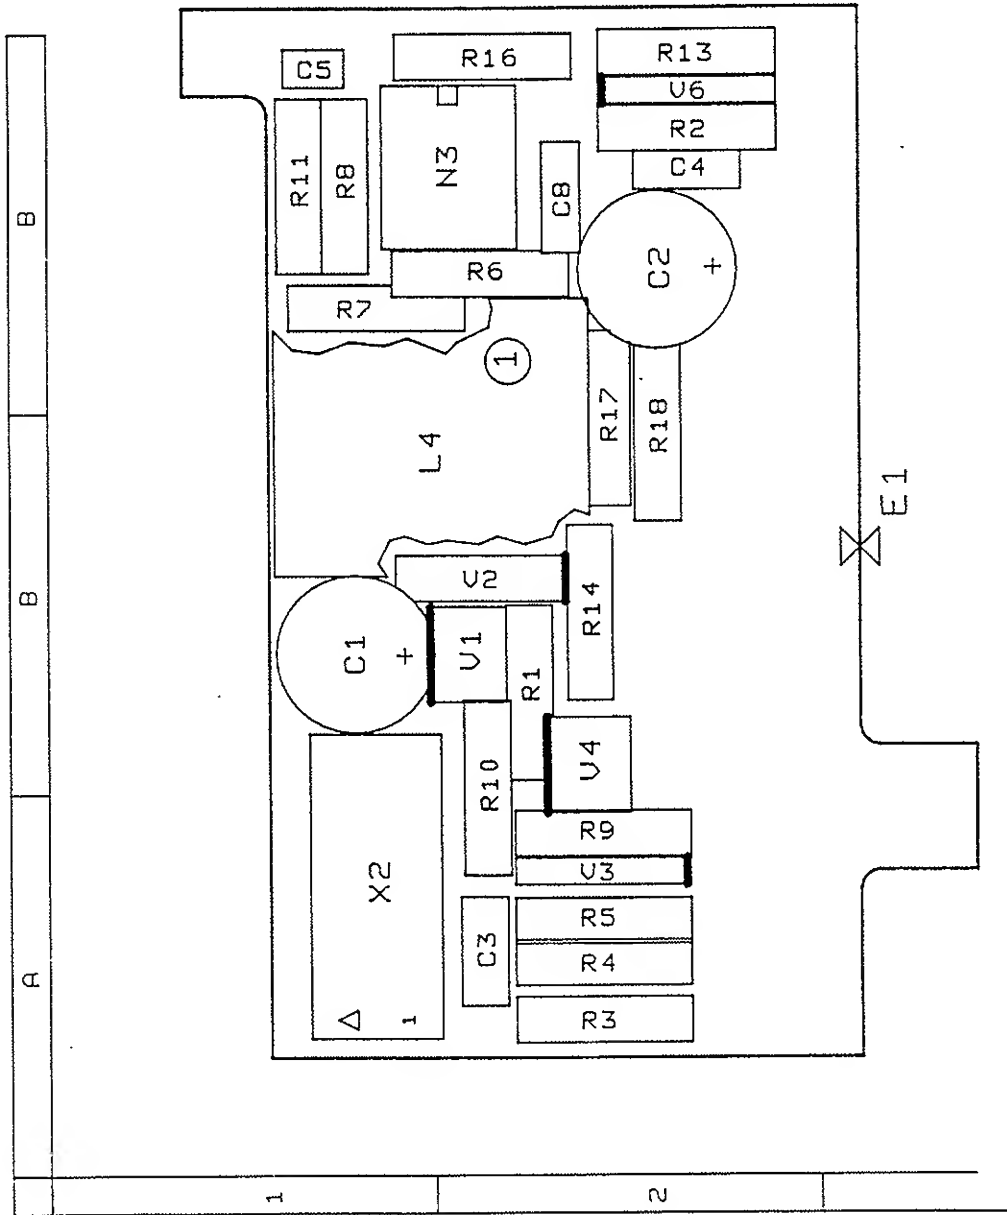 R16
R13
C5
V6
R11
R8
N3
R2
C4
C8
B
R6
C2
+
R7
1
R17
R18
L4
E1
V2
R14
B
C1
+
V1
R1
R10
V4
R9
X2
V3
R5
C3
R4
A
1
R3
1
2